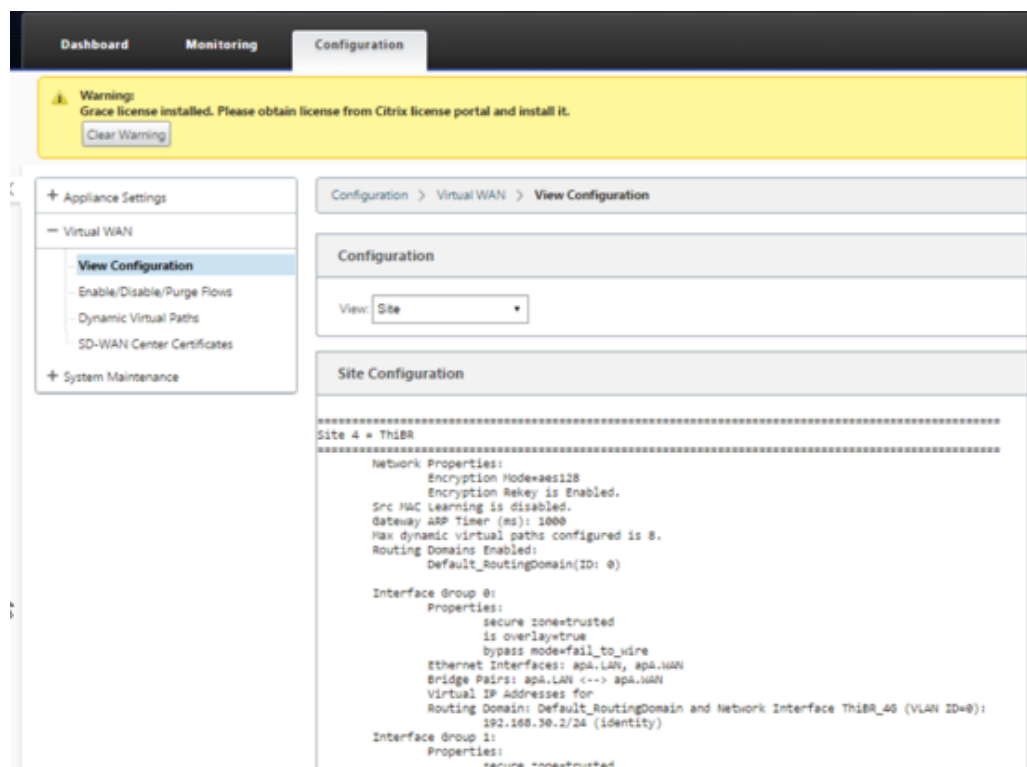 Dashboard Monitoring Configuration
Warning:
Grace license installed. Please obtain license from Citrix license portal and install it.
Clear Warning
+ Appliance Settings
− Virtual WAN
View Configuration
Enable/Disable/Purge Flows
Dynamic Virtual Paths
SD-WAN Center Certificates
+ System Maintenance
Configuration > Virtual WAN > View Configuration
Configuration
View: Site
Site Configuration
Site 4 = ThiBR
Network Properties:
Encryption Mode=aes128
Encryption Rekey is Enabled.
Src MAC Learning is disabled.
Gateway ARP Timer (ms): 1000
Max dynamic virtual paths configured is 8.
Routing Domains Enabled:
Default_RoutingDomain(ID: 0)
Interface Group 0:
Properties:
secure zone=trusted
is overlay=true
bypass mode=fail_to_wire
Ethernet Interfaces: apA.LAN, apA.WAN
Bridge Pairs: apA.LAN <--> apA.WAN
Virtual IP Addresses for
Routing Domain: Default_RoutingDomain and Network Interface ThiBR_4G (VLAN ID=0):
192.168.30.2/24 (identity)
Interface Group 1:
Properties:
secure zone=trusted